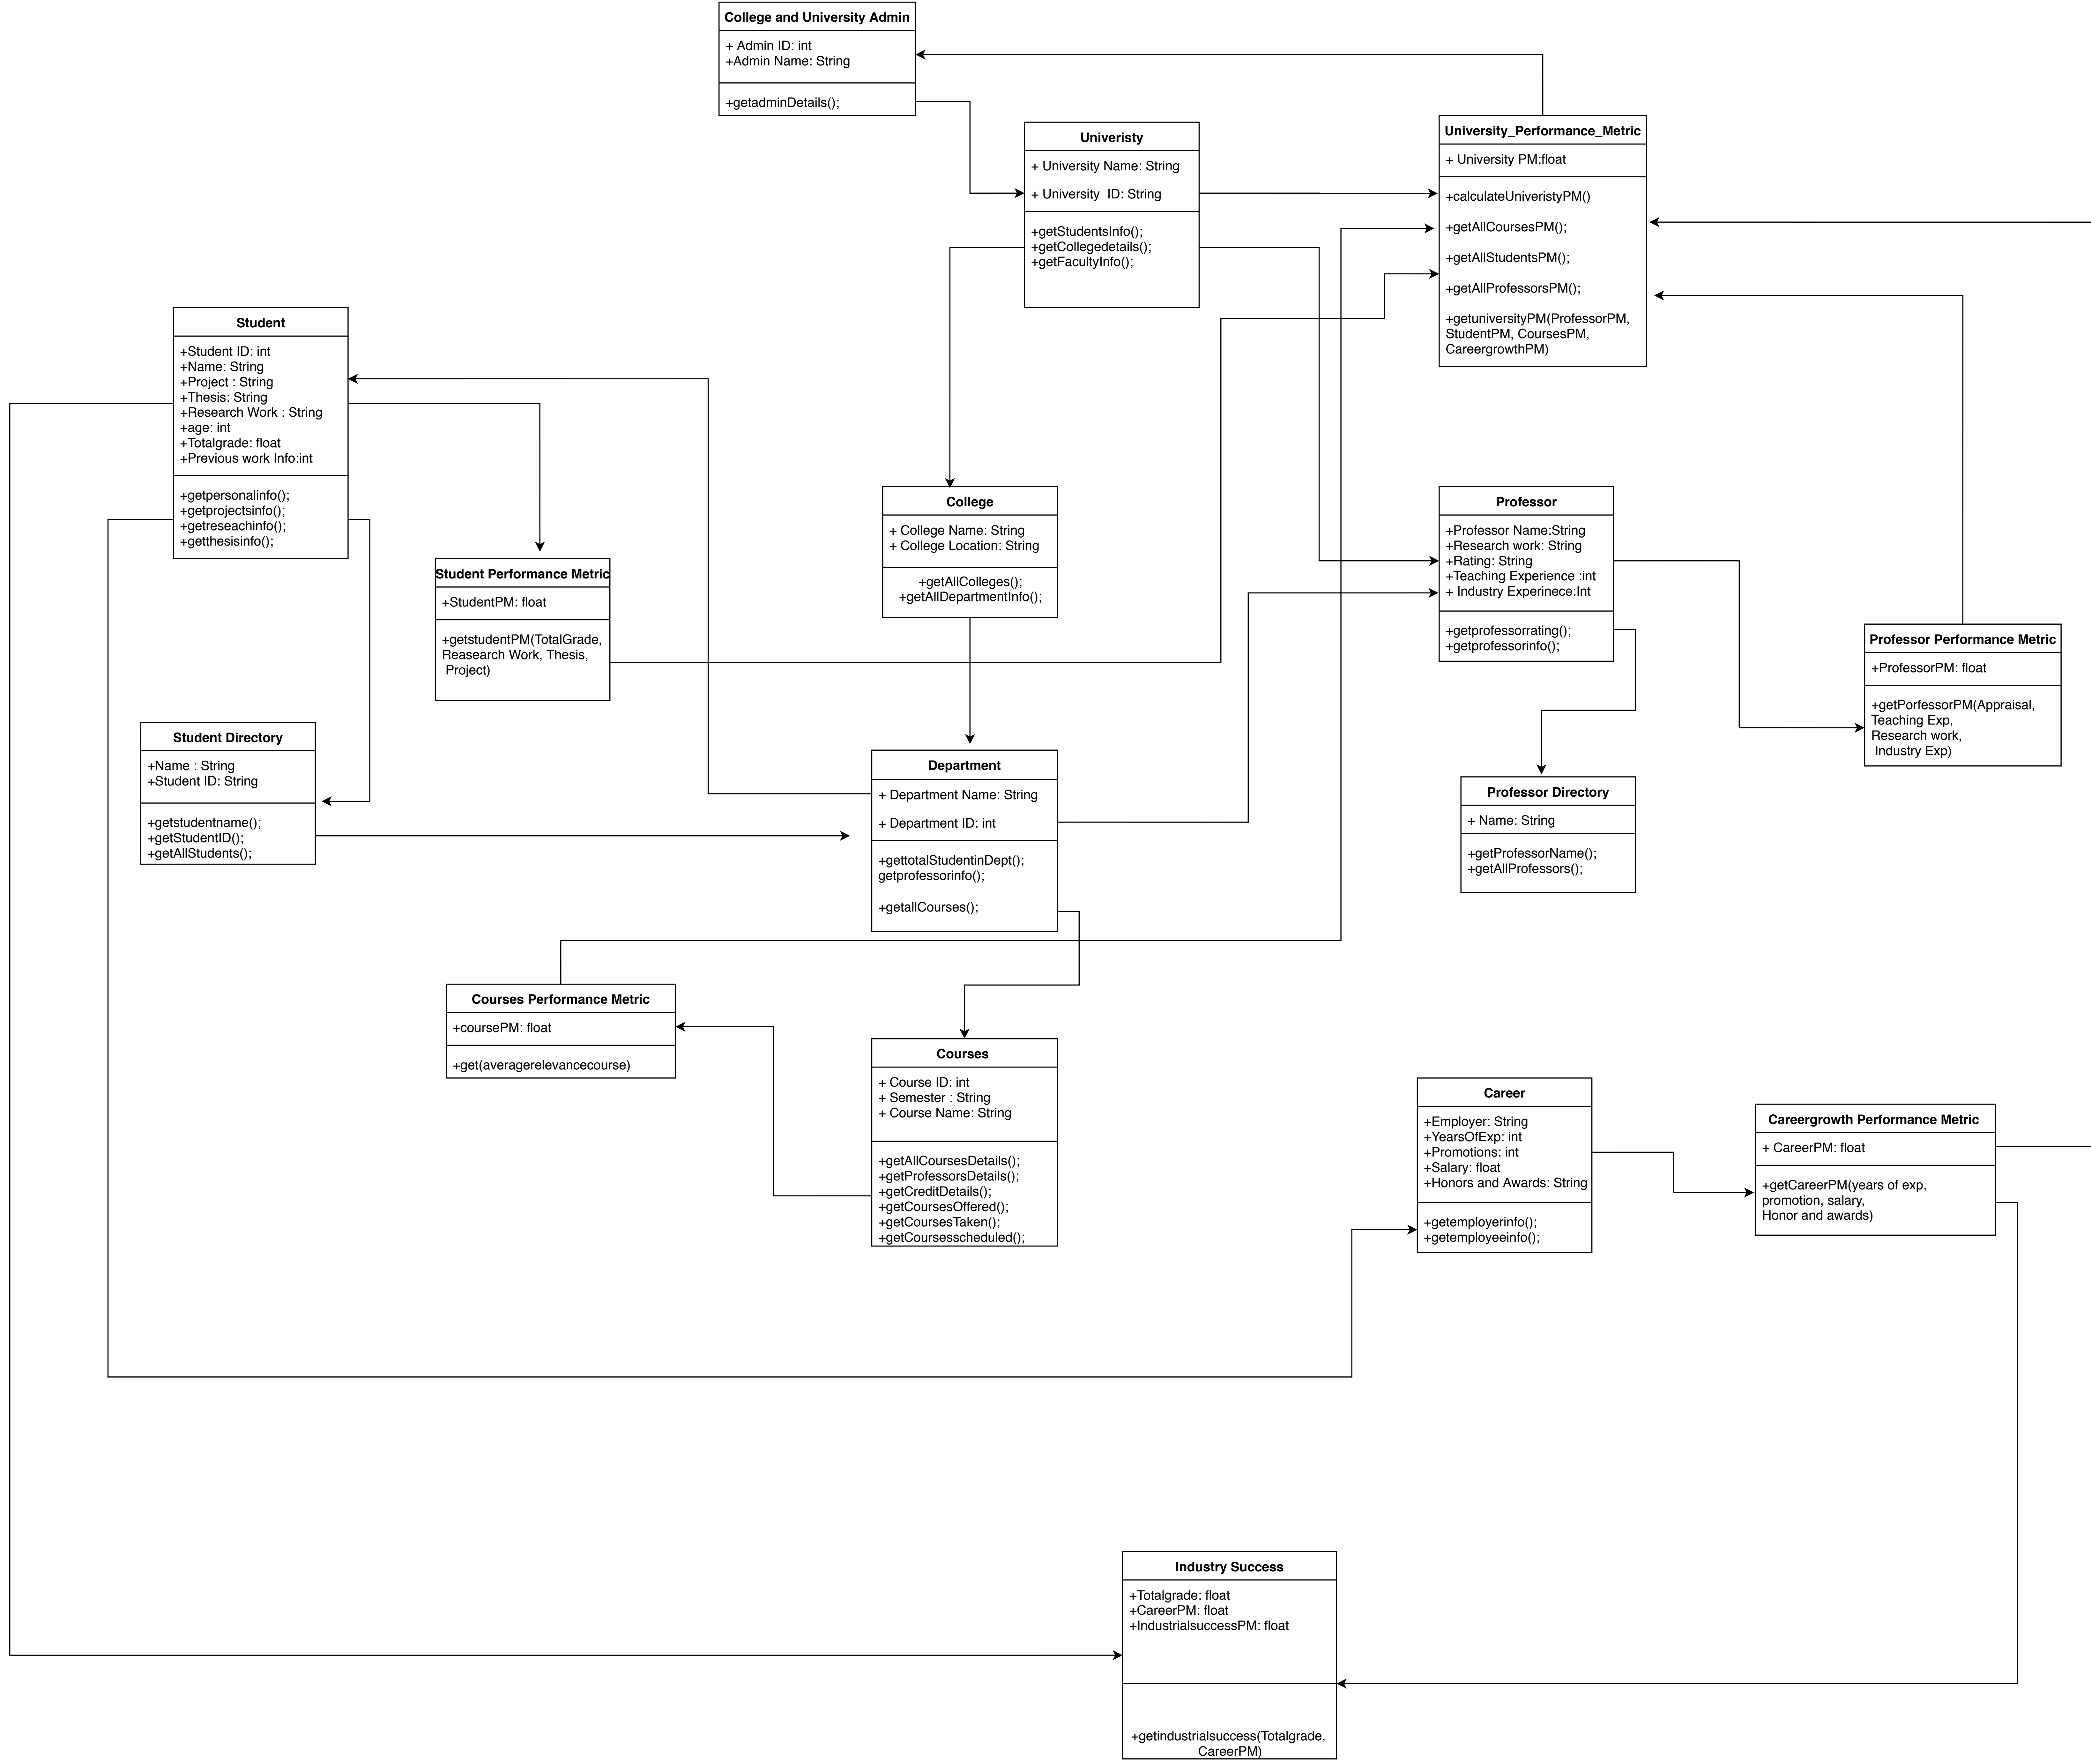 College and University Admin
+ Admin ID: int
+Admin Name: String
+getadminDetails();
Univeristy
+ University Name: String
+ University  ID: String
+getStudentsInfo();
+getCollegedetails();
+getFacultyInfo();
University_Performance_Metric
+ University PM:float
+calculateUniveristyPM()
+getAllCoursesPM();
+getAllStudentsPM();
+getAllProfessorsPM();
+getuniversityPM(ProfessorPM,
StudentPM, CoursesPM,
CareergrowthPM)
Student
+Student ID: int
+Name: String
+Project : String
+Thesis: String
+Research Work : String
+age: int
+Totalgrade: float
+Previous work Info:int
+getpersonalinfo();
+getprojectsinfo();
+getreseachinfo();
+getthesisinfo();
College
+ College Name: String
+ College Location: String
+getAllColleges();
+getAllDepartmentInfo();
Professor
+Professor Name:String
+Research work: String
+Rating: String
+Teaching Experience :int
+ Industry Experinece:Int
+getprofessorrating();
+getprofessorinfo();
Student Performance Metric
+StudentPM: float
+getstudentPM(TotalGrade,
Reasearch Work, Thesis,
Project)
Professor Performance Metric
+ProfessorPM: float
+getPorfessorPM(Appraisal,
Teaching Exp,
Research work,
Industry Exp)
Student Directory
+Name : String
+Student ID: String
+getstudentname();
+getStudentID();
+getAllStudents();
Department
+ Department Name: String
+ Department ID: int
+gettotalStudentinDept();
getprofessorinfo();
+getallCourses();
Professor Directory
+ Name: String
+getProfessorName();
+getAllProfessors();
Courses Performance Metric
+coursePM: float
+get(averagerelevancecourse)
Courses
+ Course ID: int
+ Semester : String
+ Course Name: String
+getAllCoursesDetails();
+getProfessorsDetails();
+getCreditDetails();
+getCoursesOffered();
+getCoursesTaken();
+getCoursesscheduled();
Career
+Employer: String
+YearsOfExp: int
+Promotions: int
+Salary: float
+Honors and Awards: String
+getemployerinfo();
+getemployeeinfo();
Careergrowth Performance Metric
+ CareerPM: float
+getCareerPM(years of exp,
promotion, salary,
Honor and awards)
Industry Success
+Totalgrade: float
+CareerPM: float
+IndustrialsuccessPM: float
+getindustrialsuccess(Totalgrade,
CareerPM)